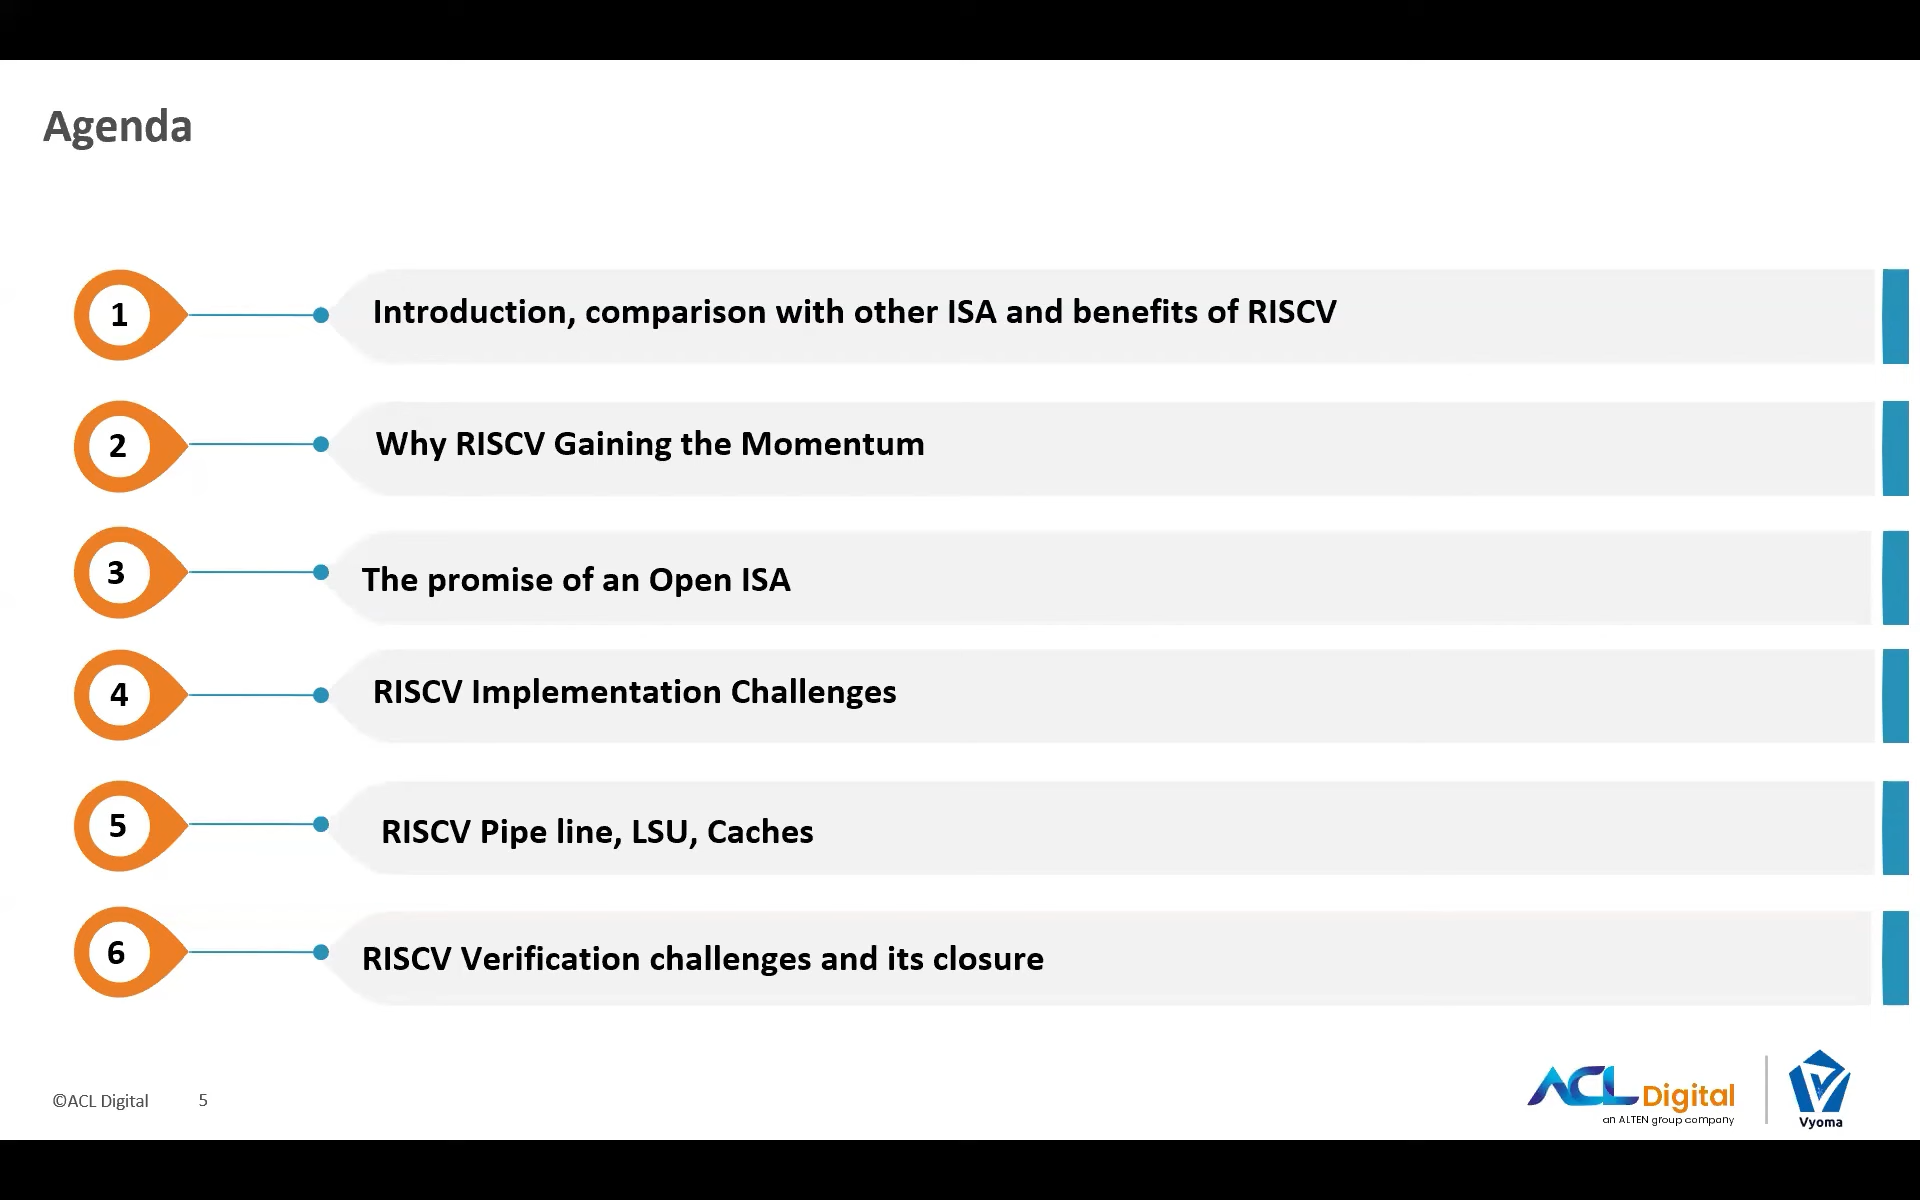 Agenda
1
Introduction, comparison with other ISA and benefits of RISCV
2
Why RISCV Gaining the Momentum
3
The promise of an Open ISA
4
RISCV Implementation Challenges
5
RISCV Pipe line, LSU, Caches
6
RISCV Verification challenges and its closure
©ACL Digital
5
ACL Digital
an ALTEN group company
Vyoma